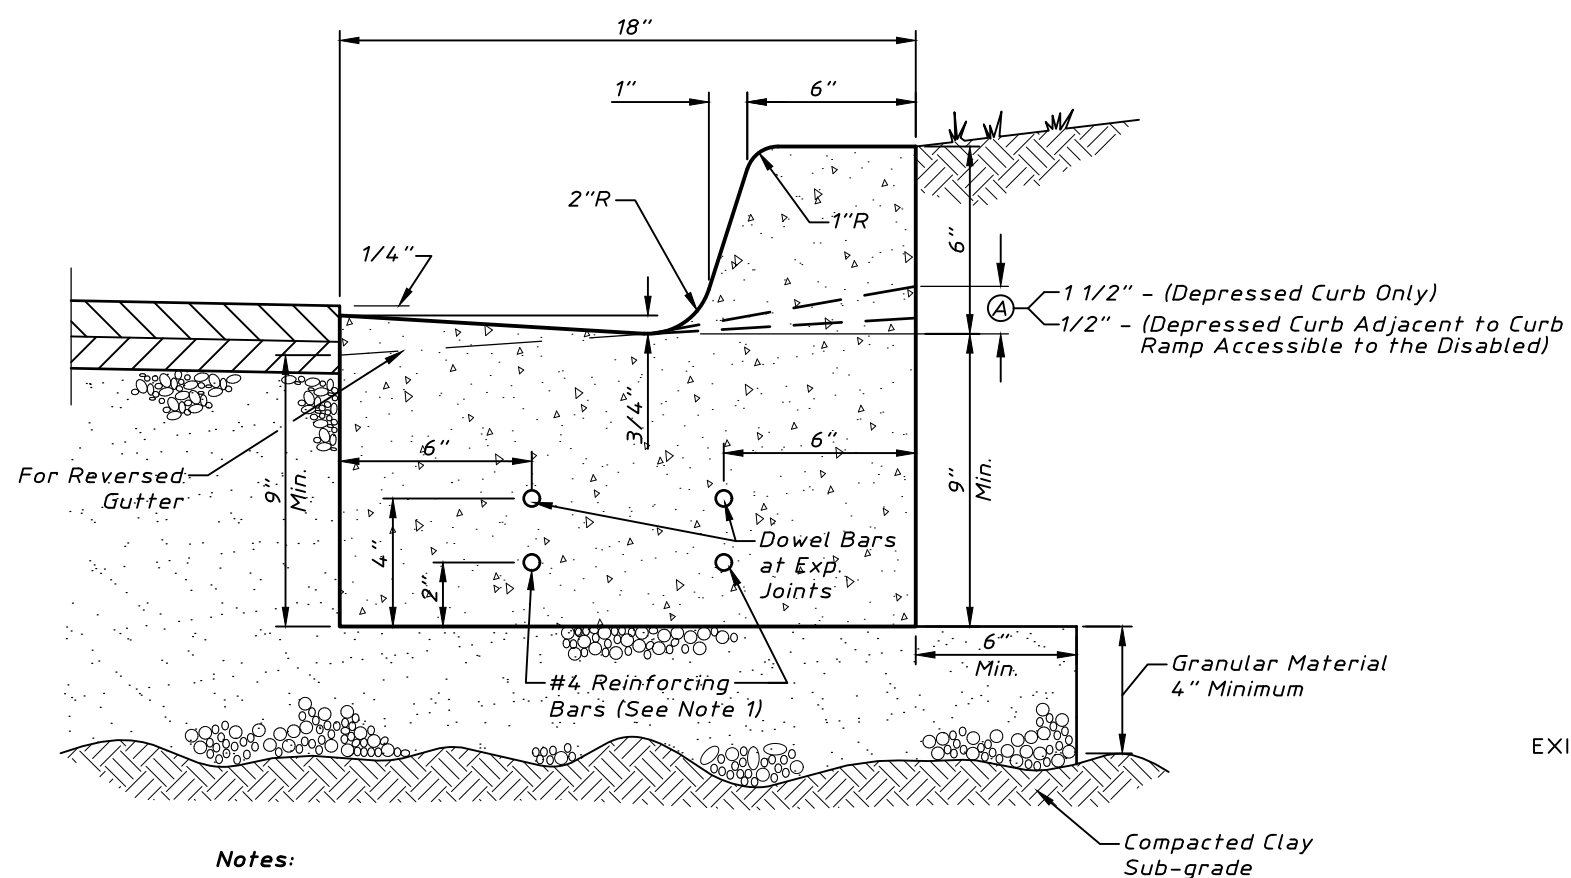 18"
1"
6"
2"R
1"R
1/4"
6"
A
1 1/2" - (Depressed Curb Only)
1/2" - (Depressed Curb Adjacent to Curb
Ramp Accessible to the Disabled)
3/4"
6"
6"
For Reversed
Gutter
9"
Min.
9"
Min.
4"
2"
Dowel Bars
at Exp.
Joints
6"
Min.
#4 Reinforcing
Bars (See Note 1)
Granular Material
4" Minimum
EXI
Compacted Clay
Sub-grade
Notes: